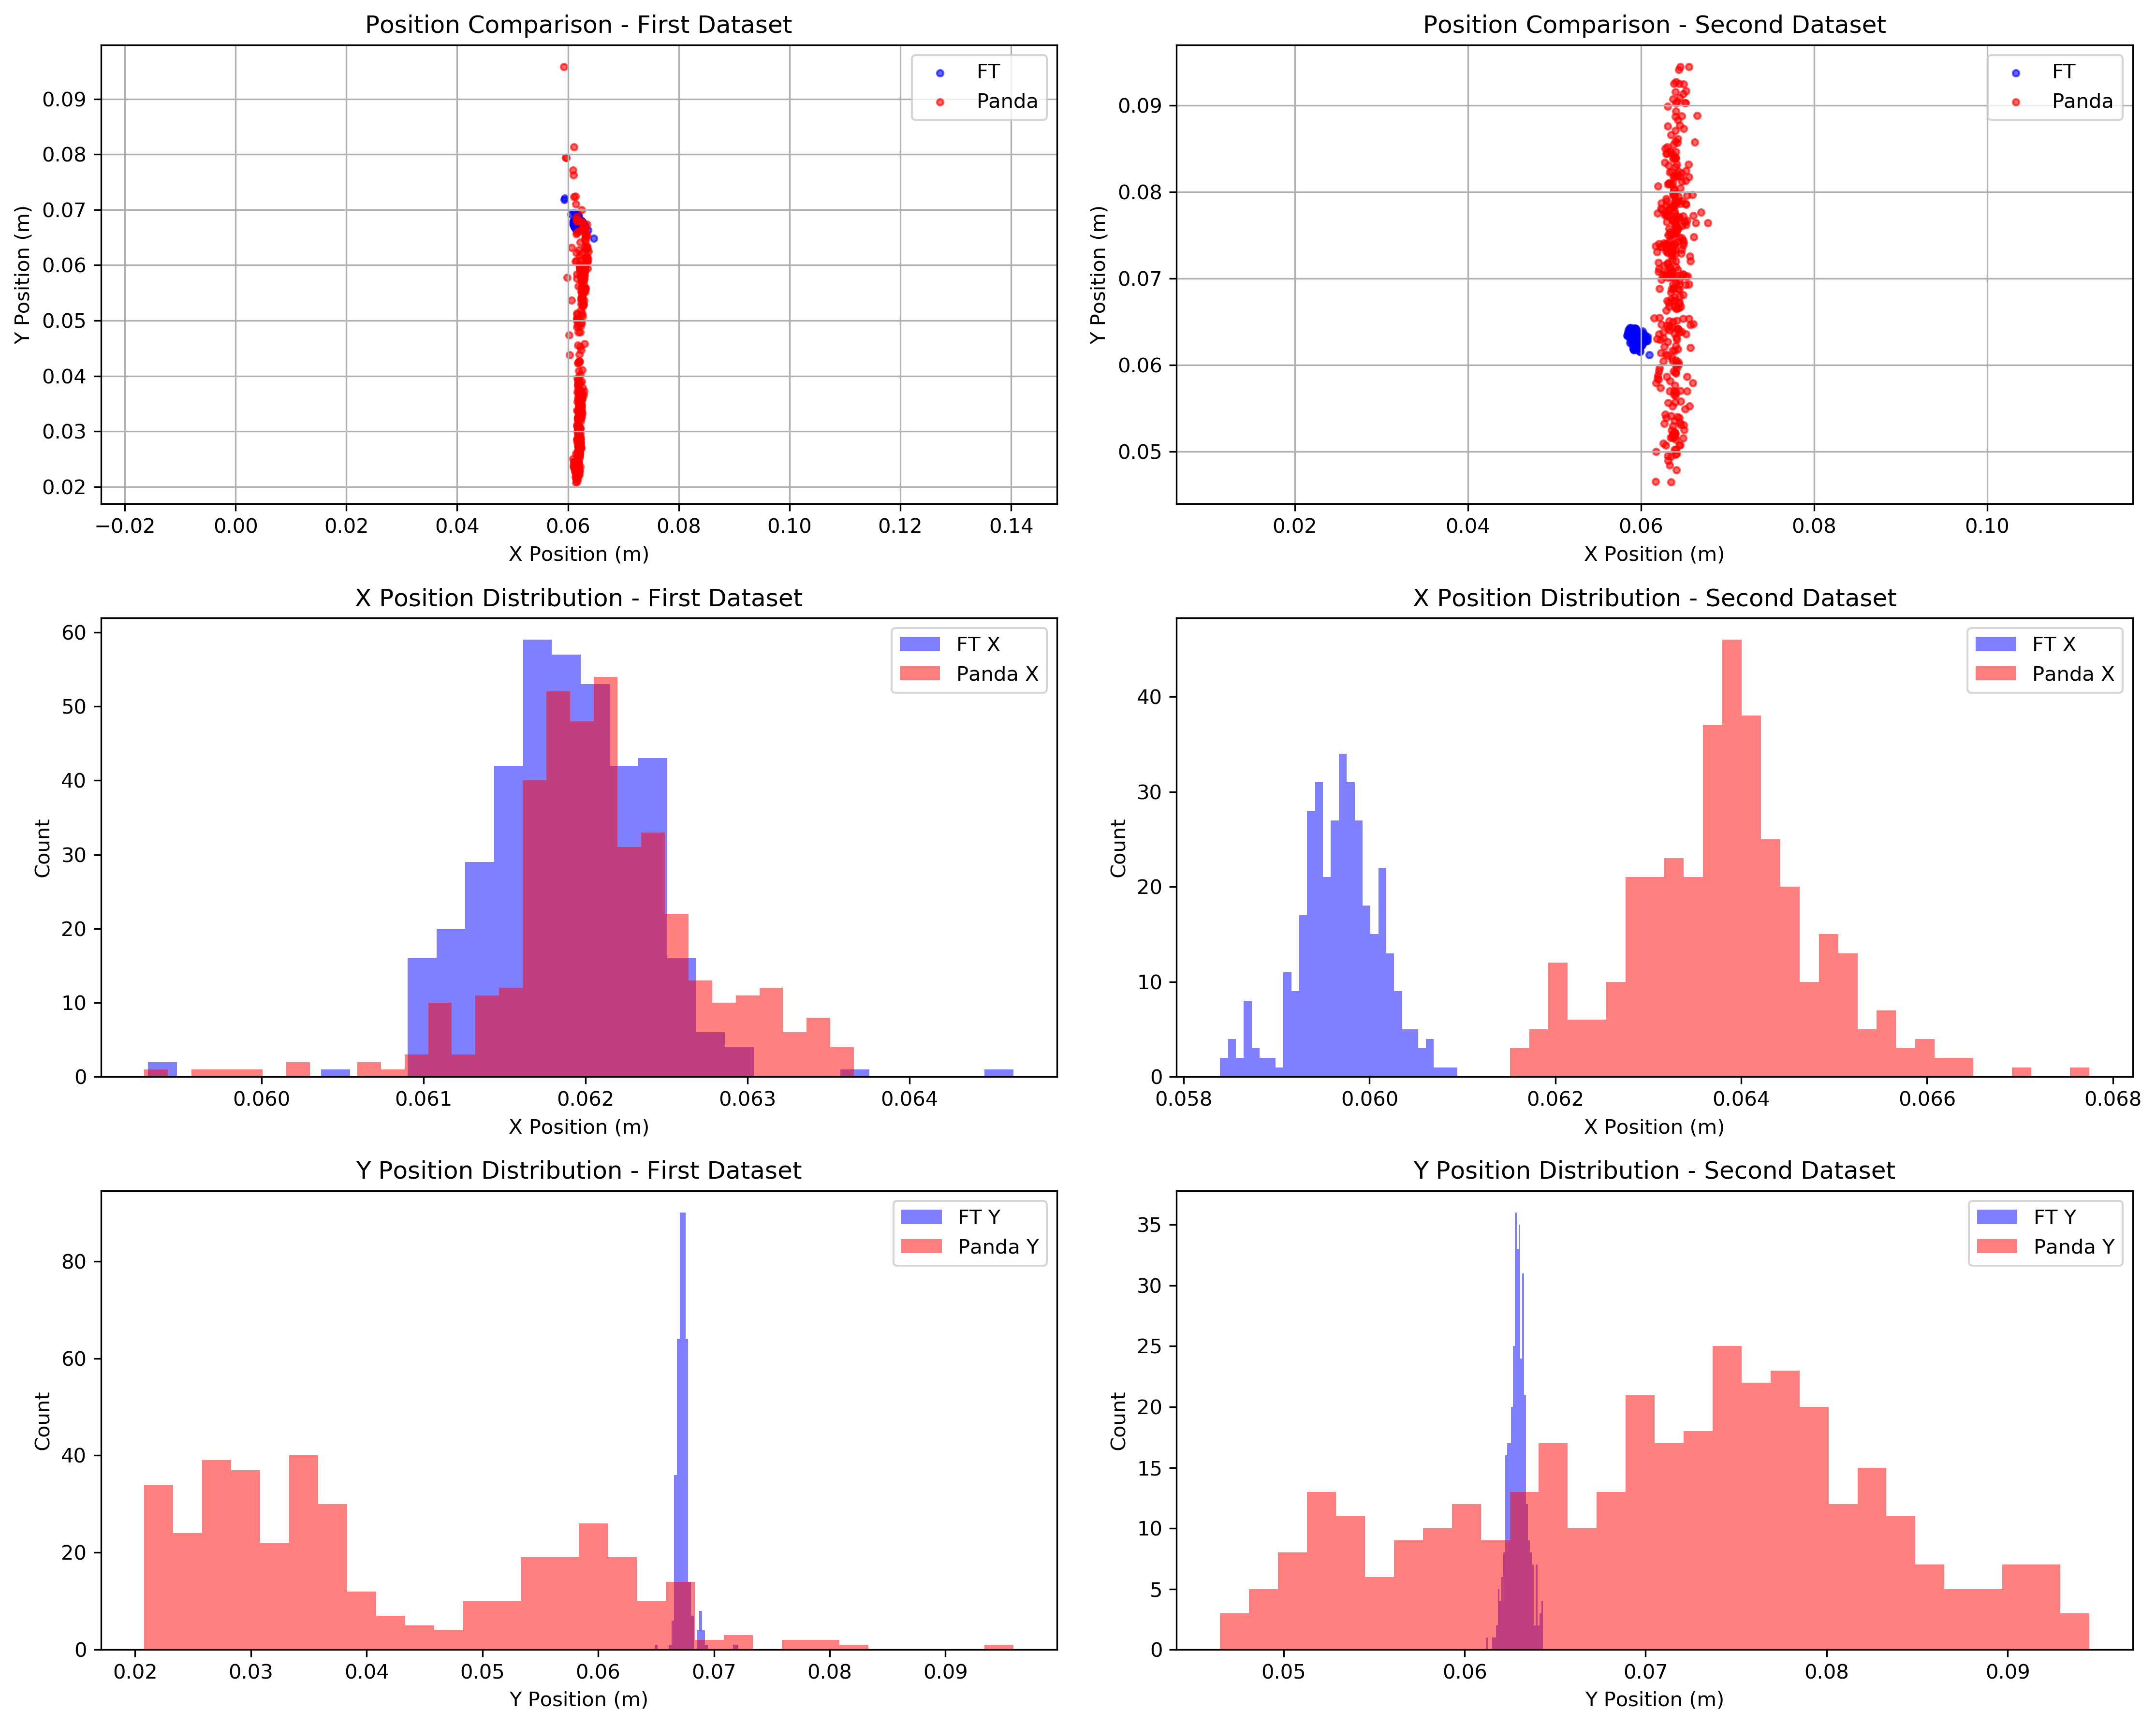 Position Comparison - First Dataset
Y Position (m)
0.09
0.08
0.07
0.06
0.05
0.04
0.03
0.02
FT
Panda
−0.02 0.00 0.02 0.04 0.06 0.08 0.10 0.12 0.14
X Position (m)
Position Comparison - Second Dataset
Y Position (m)
0.09
0.08
0.07
0.06
0.05
FT
Panda
0.02 0.04 0.06 0.08 0.10
X Position (m)
X Position Distribution - First Dataset
Count
60
50
40
30
20
10
0
FT X
Panda X
0.060 0.061 0.062 0.063 0.064
X Position (m)
X Position Distribution - Second Dataset
Count
40
30
20
10
0
FT X
Panda X
0.058 0.060 0.062 0.064 0.066 0.068
X Position (m)
Y Position Distribution - First Dataset
Count
80
60
40
20
0
FT Y
Panda Y
0.02 0.03 0.04 0.05 0.06 0.07 0.08 0.09
Y Position (m)
Y Position Distribution - Second Dataset
Count
35
30
25
20
15
10
5
0
FT Y
Panda Y
0.05 0.06 0.07 0.08 0.09
Y Position (m)